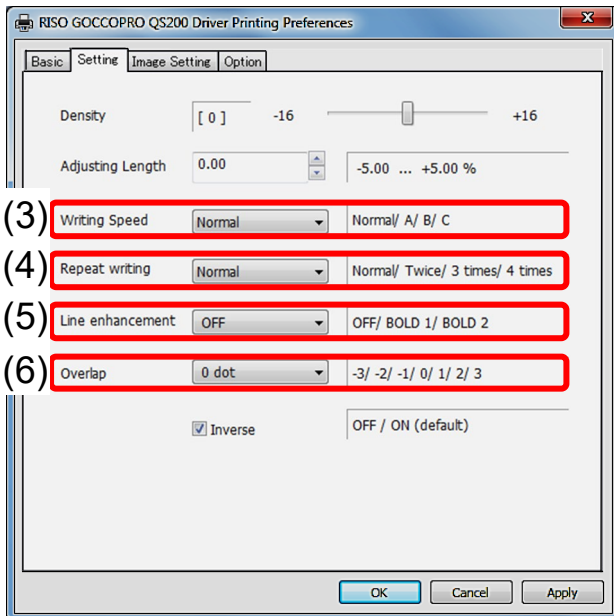 RISO GOCCOPRO QS200 Driver Printing Preferences
Basic Setting Image Setting Option
Density [ 0 ] -16 +16
Adjusting Length 0.00 -5.00 ... +5.00 %
(3) Writing Speed Normal Normal/ A/ B/ C
(4) Repeat writing Normal Normal/ Twice/ 3 times/ 4 times
(5) Line enhancement OFF OFF/ BOLD 1/ BOLD 2
(6) Overlap 0 dot -3/ -2/ -1/ 0/ 1/ 2/ 3
Inverse OFF / ON (default)
OK Cancel Apply